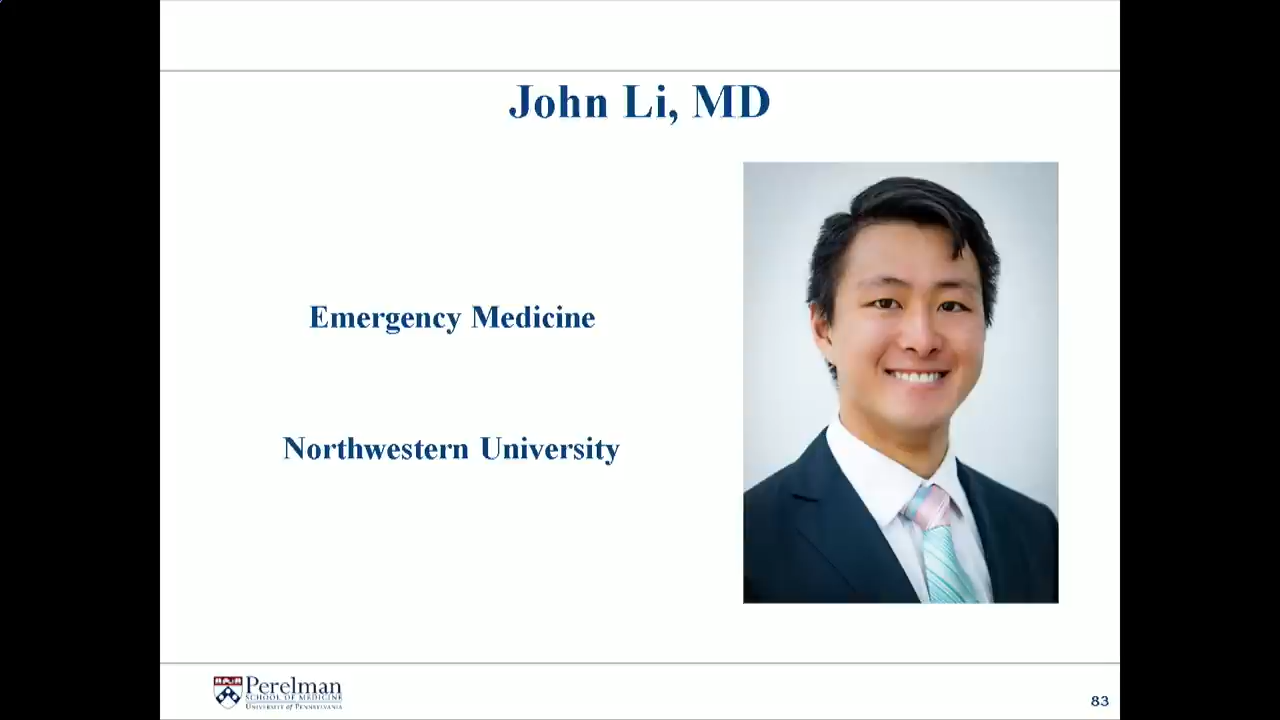 John Li, MD
Emergency Medicine
Northwestern University
Perelman
SCHOOL OF MEDICINE
UNIVERSITY of PENNSYLVANIA
83